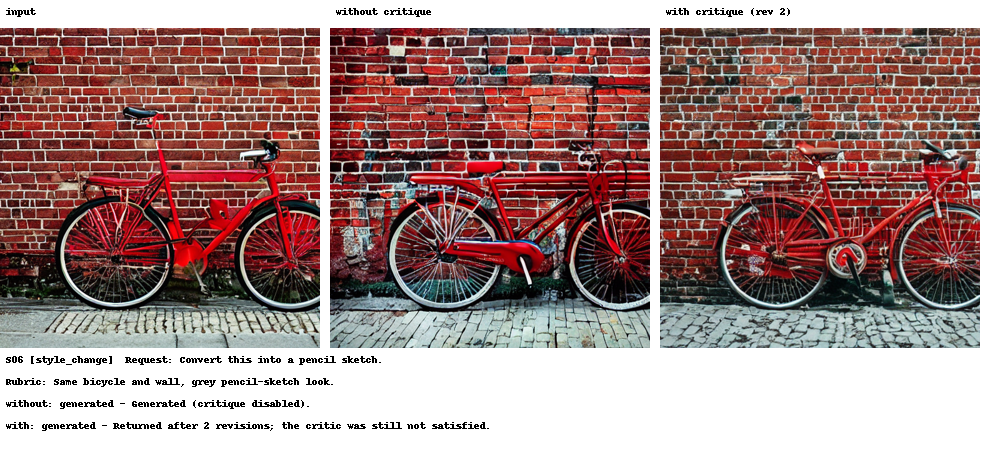 input
without critique
with critique (rev 2)
S06 [style_change]  Request: Convert this into a pencil sketch.
Rubric: Same bicycle and wall, grey pencil-sketch look.
without: generated - Generated (critique disabled).
with: generated - Returned after 2 revisions; the critic was still not satisfied.